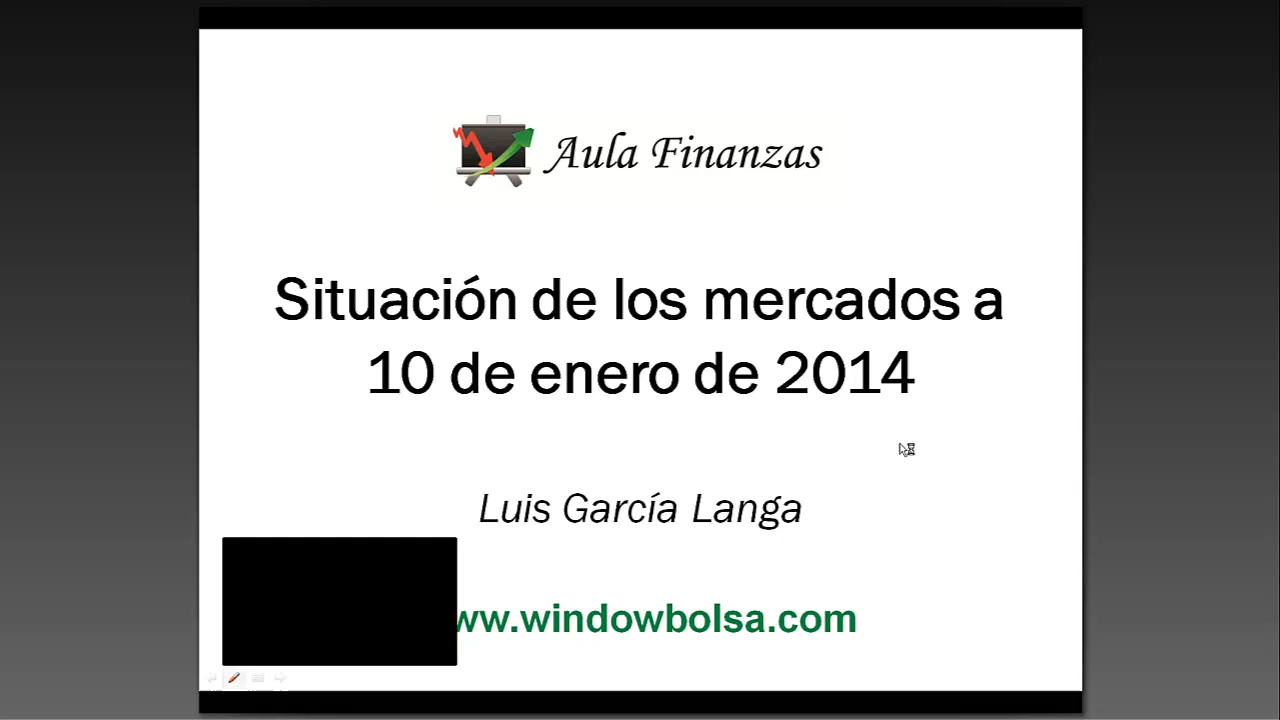 Aula Finanzas
Situación de los mercados a
10 de enero de 2014
Luis García Langa
ww.windowbolsa.com